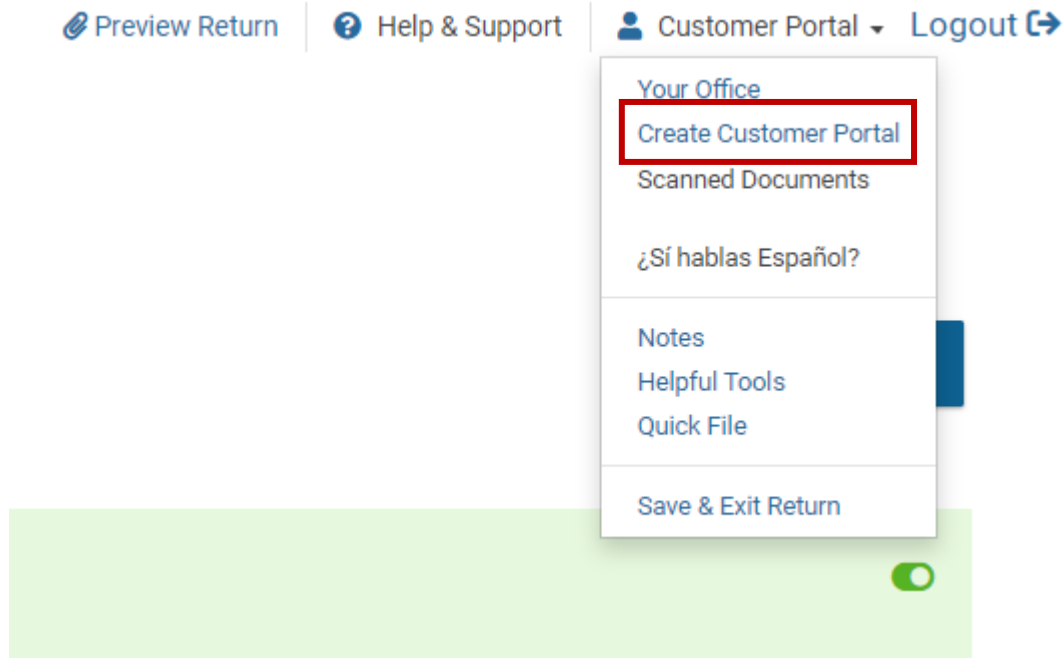 Preview Return Help & Support Customer Portal Logout
Your Office
Create Customer Portal
Scanned Documents
¿Sí hablas Español?
Notes
Helpful Tools
Quick File
Save & Exit Return